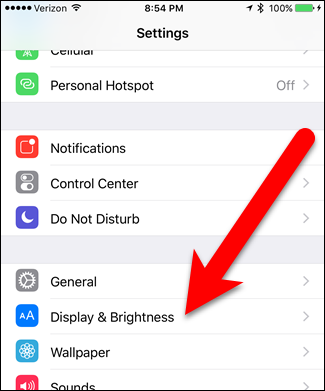 Verizon 8:54 PM 100%
Settings
Cellular
Personal Hotspot Off
Notifications
Control Center
Do Not Disturb
General
AA Display & Brightness
Wallpaper
Sounds